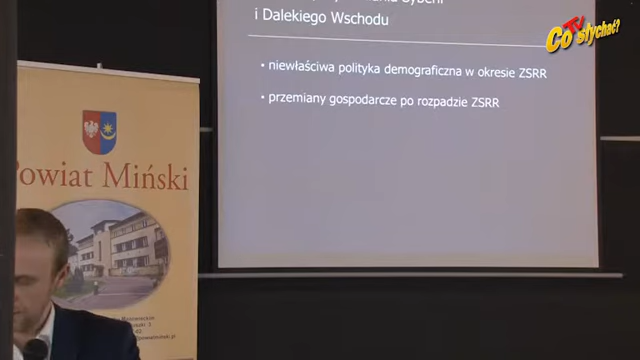 i Dalekiego Wschodu
• niewłaściwa polityka demograficzna w okresie ZSRR
• przemiany gospodarcze po rozpadzie ZSRR
TV
Co słychać?
Powiat Miński